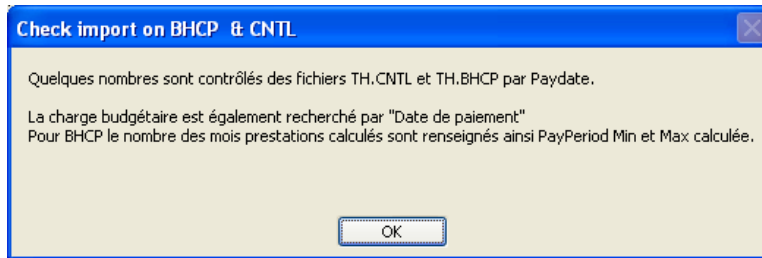 Check import on BHCP & CNTL
Quelques nombres sont contrôlés des fichiers TH.CNTL et TH.BHCP par Paydate.
La charge budgétaire est également recherché par "Date de paiement"
Pour BHCP le nombre des mois prestations calculés sont renseignés ainsi PayPeriod Min et Max calculée.
OK